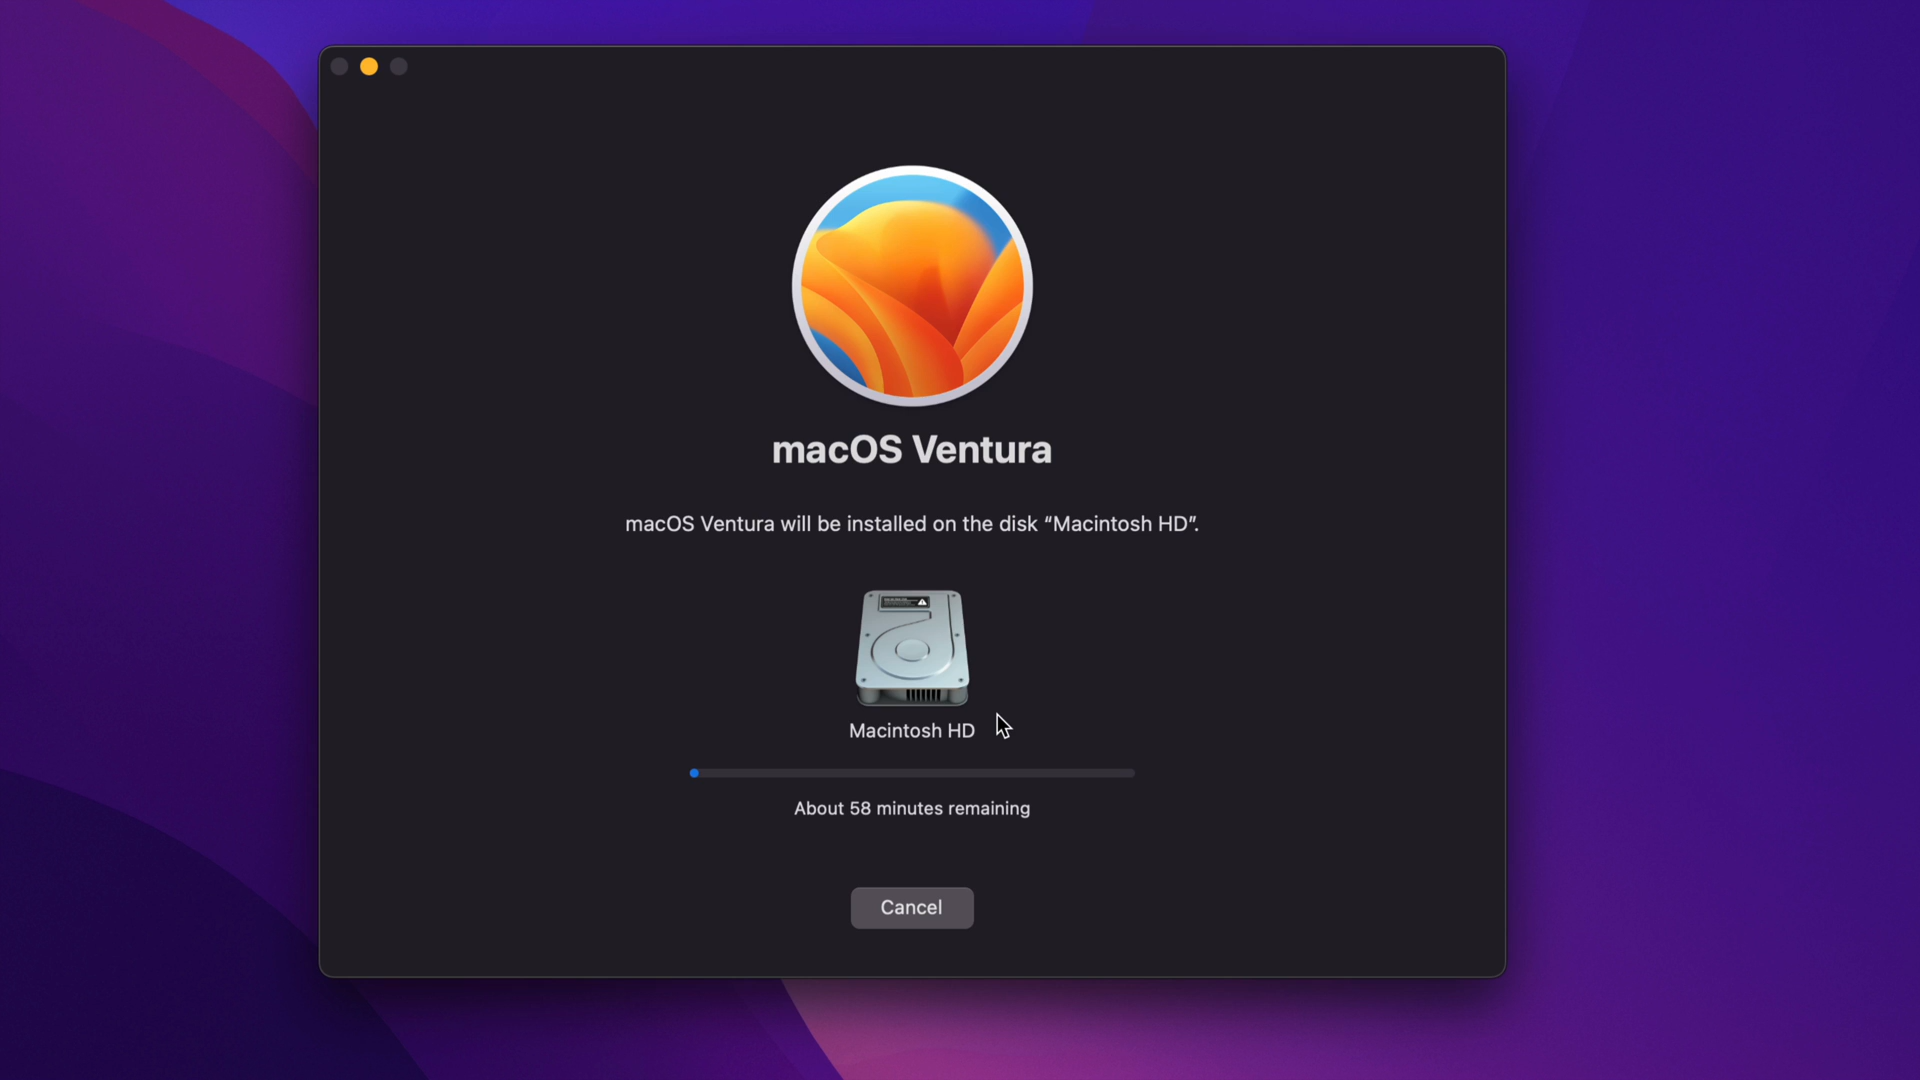 macOS Ventura
macOS Ventura will be installed on the disk “Macintosh HD”.
Macintosh HD
About 58 minutes remaining
Cancel